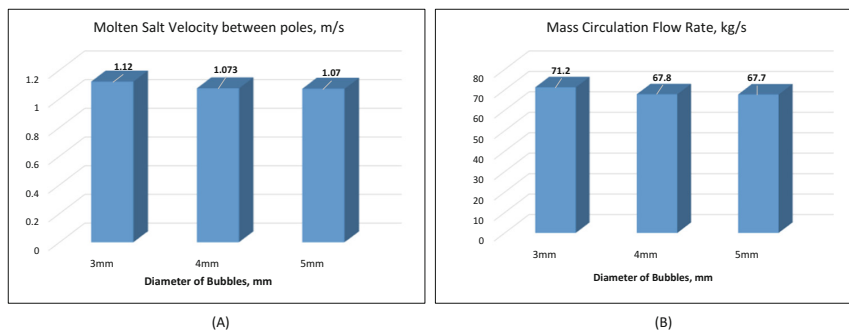 Molten Salt Velocity between poles, m/s
1.12
1.073
1.07
1.2
1
0.8
0.6
0.4
0.2
0
3mm
4mm
5mm
Diameter of Bubbles, mm
(A)
Mass Circulation Flow Rate, kg/s
71.2
67.8
67.7
80
70
60
50
40
30
20
10
0
3mm
4mm
5mm
Diameter of Bubbles, mm
(B)